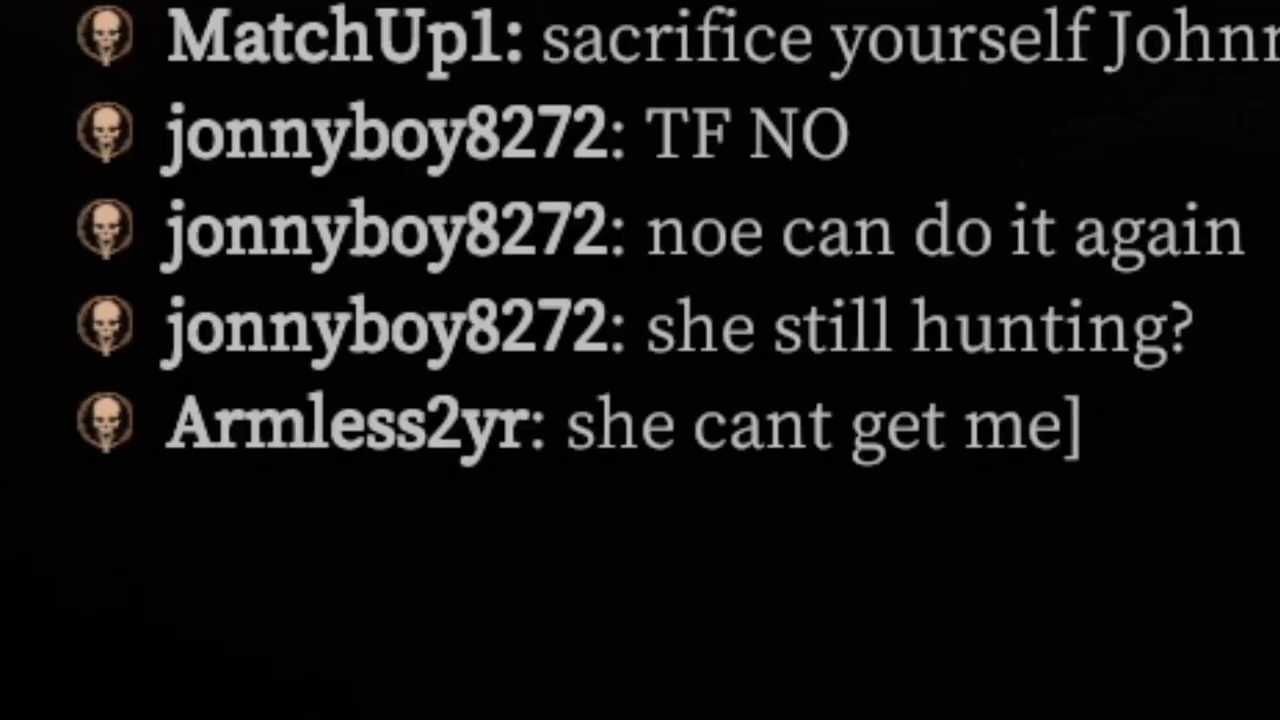 MatchUp1: sacrifice yourself
jonnyboy8272: TF NO
jonnyboy8272: noe can do it again
jonnyboy8272: she still hunting?
Armless2yr: she cant get me]